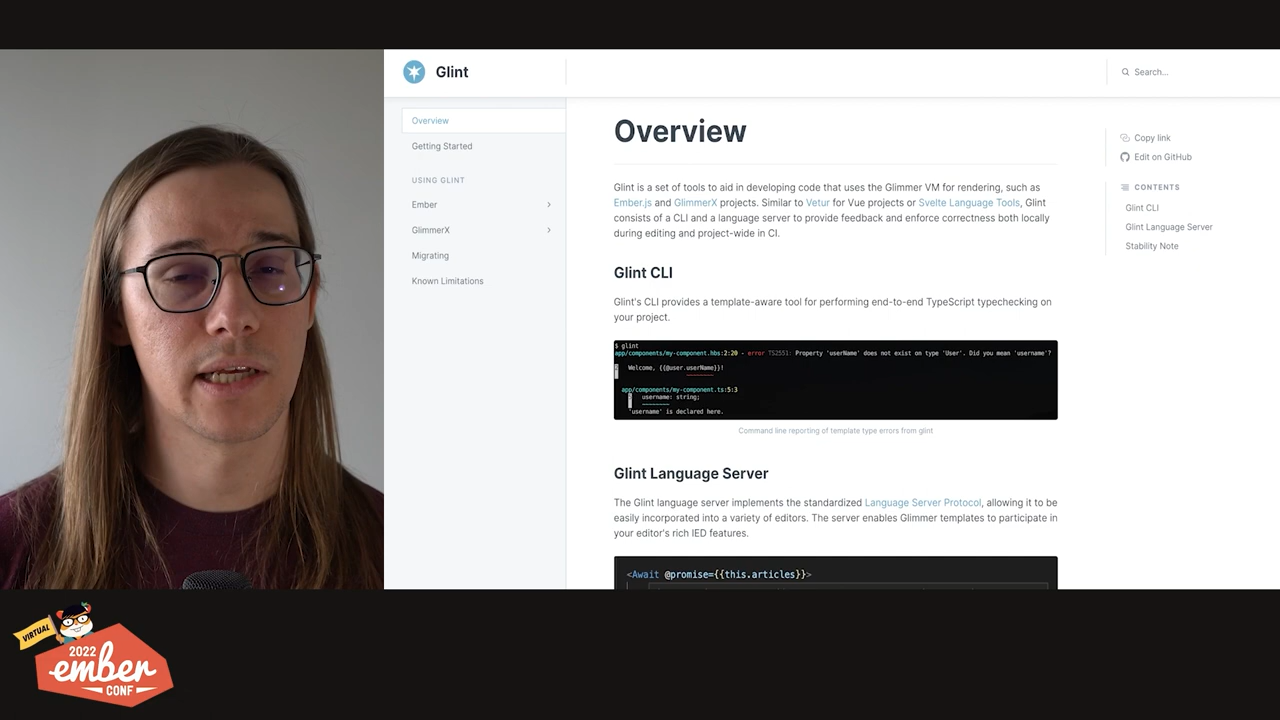 Glint
Search...
Overview
Getting Started
USING GLINT
Ember
GlimmerX
Migrating
Known Limitations
Overview
Glint is a set of tools to aid in developing code that uses the Glimmer VM for rendering, such as
Ember.js and GlimmerX projects. Similar to Vetur for Vue projects or Svelte Language Tools, Glint
consists of a CLI and a language server to provide feedback and enforce correctness both locally
during editing and project-wide in CI.
Glint CLI
Glint's CLI provides a template-aware tool for performing end-to-end TypeScript typechecking on
your project.
$ glint
app/components/my-component.hbs:2:20 - error TS2551: Property 'userName' does not exist on type 'User'. Did you mean 'username'?
Welcome, {{@user.userName}}!
app/components/my-component.ts:5:3
username: string;
'username' is declared here.
Command line reporting of template type errors from glint
Glint Language Server
The Glint language server implements the standardized Language Server Protocol, allowing it to be
easily incorporated into a variety of editors. The server enables Glimmer templates to participate in
your editor's rich IED features.
<Await @promise={{this.articles}}>
Copy link
Edit on GitHub
CONTENTS
Glint CLI
Glint Language Server
Stability Note
VIRTUAL
2022
ember
CONF